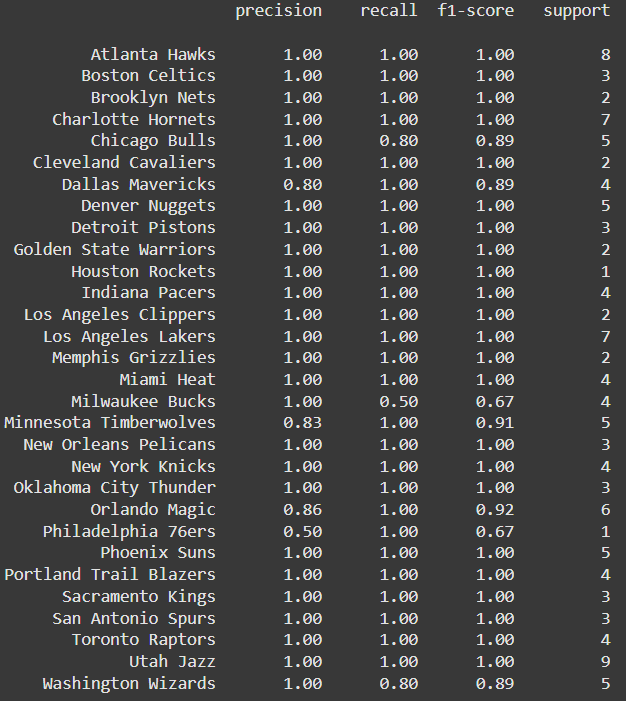 precision recall f1-score support
Atlanta Hawks 1.00 1.00 1.00 8
Boston Celtics 1.00 1.00 1.00 3
Brooklyn Nets 1.00 1.00 1.00 2
Charlotte Hornets 1.00 1.00 1.00 7
Chicago Bulls 1.00 0.80 0.89 5
Cleveland Cavaliers 1.00 1.00 1.00 2
Dallas Mavericks 0.80 1.00 0.89 4
Denver Nuggets 1.00 1.00 1.00 5
Detroit Pistons 1.00 1.00 1.00 3
Golden State Warriors 1.00 1.00 1.00 2
Houston Rockets 1.00 1.00 1.00 1
Indiana Pacers 1.00 1.00 1.00 4
Los Angeles Clippers 1.00 1.00 1.00 2
Los Angeles Lakers 1.00 1.00 1.00 7
Memphis Grizzlies 1.00 1.00 1.00 2
Miami Heat 1.00 1.00 1.00 4
Milwaukee Bucks 1.00 0.50 0.67 4
Minnesota Timberwolves 0.83 1.00 0.91 5
New Orleans Pelicans 1.00 1.00 1.00 3
New York Knicks 1.00 1.00 1.00 4
Oklahoma City Thunder 1.00 1.00 1.00 3
Orlando Magic 0.86 1.00 0.92 6
Philadelphia 76ers 0.50 1.00 0.67 1
Phoenix Suns 1.00 1.00 1.00 5
Portland Trail Blazers 1.00 1.00 1.00 4
Sacramento Kings 1.00 1.00 1.00 3
San Antonio Spurs 1.00 1.00 1.00 3
Toronto Raptors 1.00 1.00 1.00 4
Utah Jazz 1.00 1.00 1.00 9
Washington Wizards 1.00 0.80 0.89 5